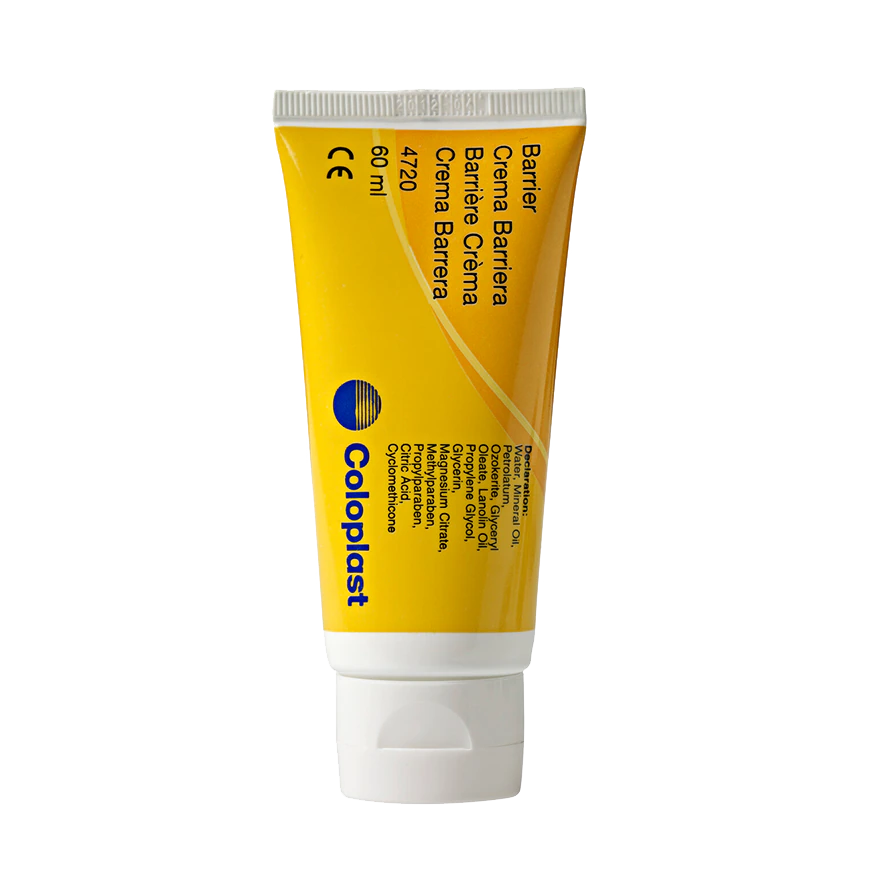 Barrier
Crema Barriera
Barrière Crèma
Crema Barrera
4720
60 ml
CE
Coloplast
Declaration:
Water, Mineral Oil,
Petrolatum,
Ozokerite, Glyceryl
Oleate, Lanolin Oil,
Propylene Glycol,
Glycerin,
Magnesium Citrate,
Methylparaben,
Propylparaben,
Citric Acid,
Cyclomethicone